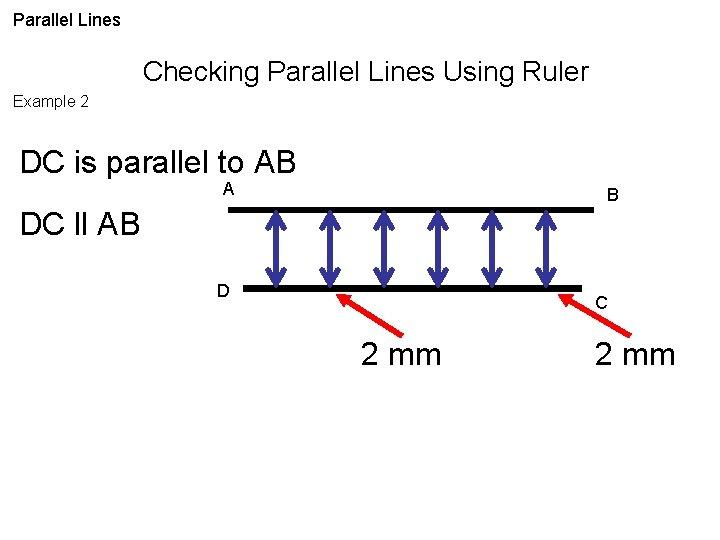 Parallel Lines
Checking Parallel Lines Using Ruler
Example 2
DC is parallel to AB
A
B
DC ll AB
D
C
2 mm
2 mm